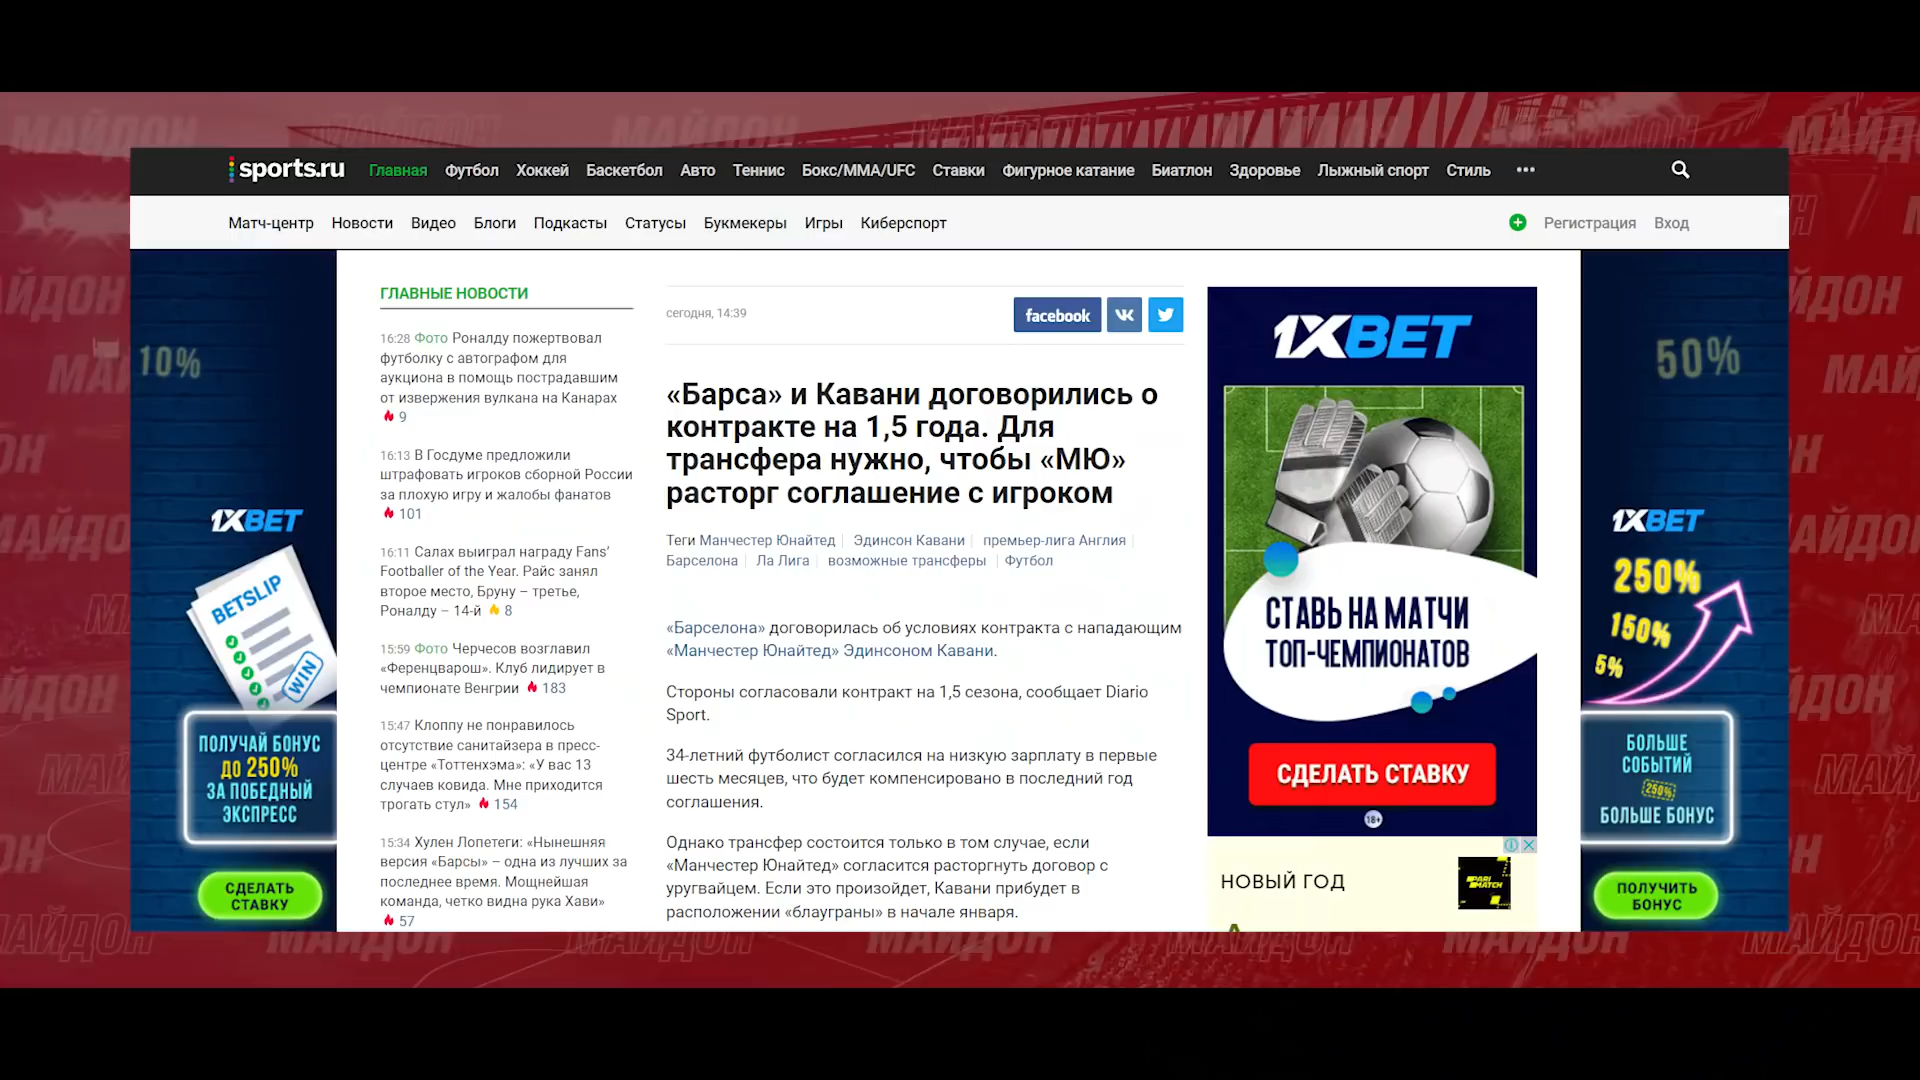 sports.ru Главная Футбол Хоккей Баскетбол Авто Теннис Бокс/MMA/UFC Ставки Фигурное катание Биатлон Здоровье Лыжный спорт Стиль •••
Матч-центр Новости Видео Блоги Подкасты Статусы Букмекеры Игры Киберспорт
Регистрация Вход
10%
1XBET
BETSLIP
WIN
ПОЛУЧАЙ БОНУС
ДО 250%
ЗА ПОБЕДНЫЙ
ЭКСПРЕСС
СДЕЛАТЬ
СТАВКУ
ГЛАВНЫЕ НОВОСТИ
16:28 Фото Роналду пожертвовал
футболку с автографом для
аукциона в помощь пострадавшим
от извержения вулкана на Канарах
9
16:13 В Госдуме предложили
штрафовать игроков сборной России
за плохую игру и жалобы фанатов
101
16:11 Салах выиграл награду Fans’
Footballer of the Year. Райс занял
второе место, Бруну – третье,
Роналду – 14-й 8
15:59 Фото Черчесов возглавил
«Ференцварош». Клуб лидирует в
чемпионате Венгрии 183
15:47 Клоппу не понравилось
отсутствие санитайзера в пресс-
центре «Тоттенхэма»: «У вас 13
случаев ковида. Мне приходится
трогать стул» 154
15:34 Хулен Лопетеги: «Нынешняя
версия «Барсы» – одна из лучших за
последнее время. Мощнейшая
команда, четко видна рука Хави»
57
сегодня, 14:39
facebook
«Барса» и Кавани договорились о
контракте на 1,5 года. Для
трансфера нужно, чтобы «МЮ»
расторг соглашение с игроком
Теги Манчестер Юнайтед Эдинсон Кавани премьер-лига Англия
Барселона Ла Лига возможные трансферы Футбол
«Барселона» договорилась об условиях контракта с нападающим
«Манчестер Юнайтед» Эдинсоном Кавани.
Стороны согласовали контракт на 1,5 сезона, сообщает Diario
Sport.
34-летний футболист согласился на низкую зарплату в первые
шесть месяцев, что будет компенсировано в последний год
соглашения.
Однако трансфер состоится только в том случае, если
«Манчестер Юнайтед» согласится расторгнуть договор с
уругвайцем. Если это произойдет, Кавани прибудет в
расположении «блауграны» в начале января.
1XBET
СТАВЬ НА МАТЧИ
ТОП-ЧЕМПИОНАТОВ
СДЕЛАТЬ СТАВКУ
18+
НОВЫЙ ГОД
PARI
MATCH
50%
1XBET
250%
150%
5%
БОЛЬШЕ
СОБЫТИЙ
250%
БОЛЬШЕ БОНУС
ПОЛУЧИТЬ
БОНУС
МАЙДОН